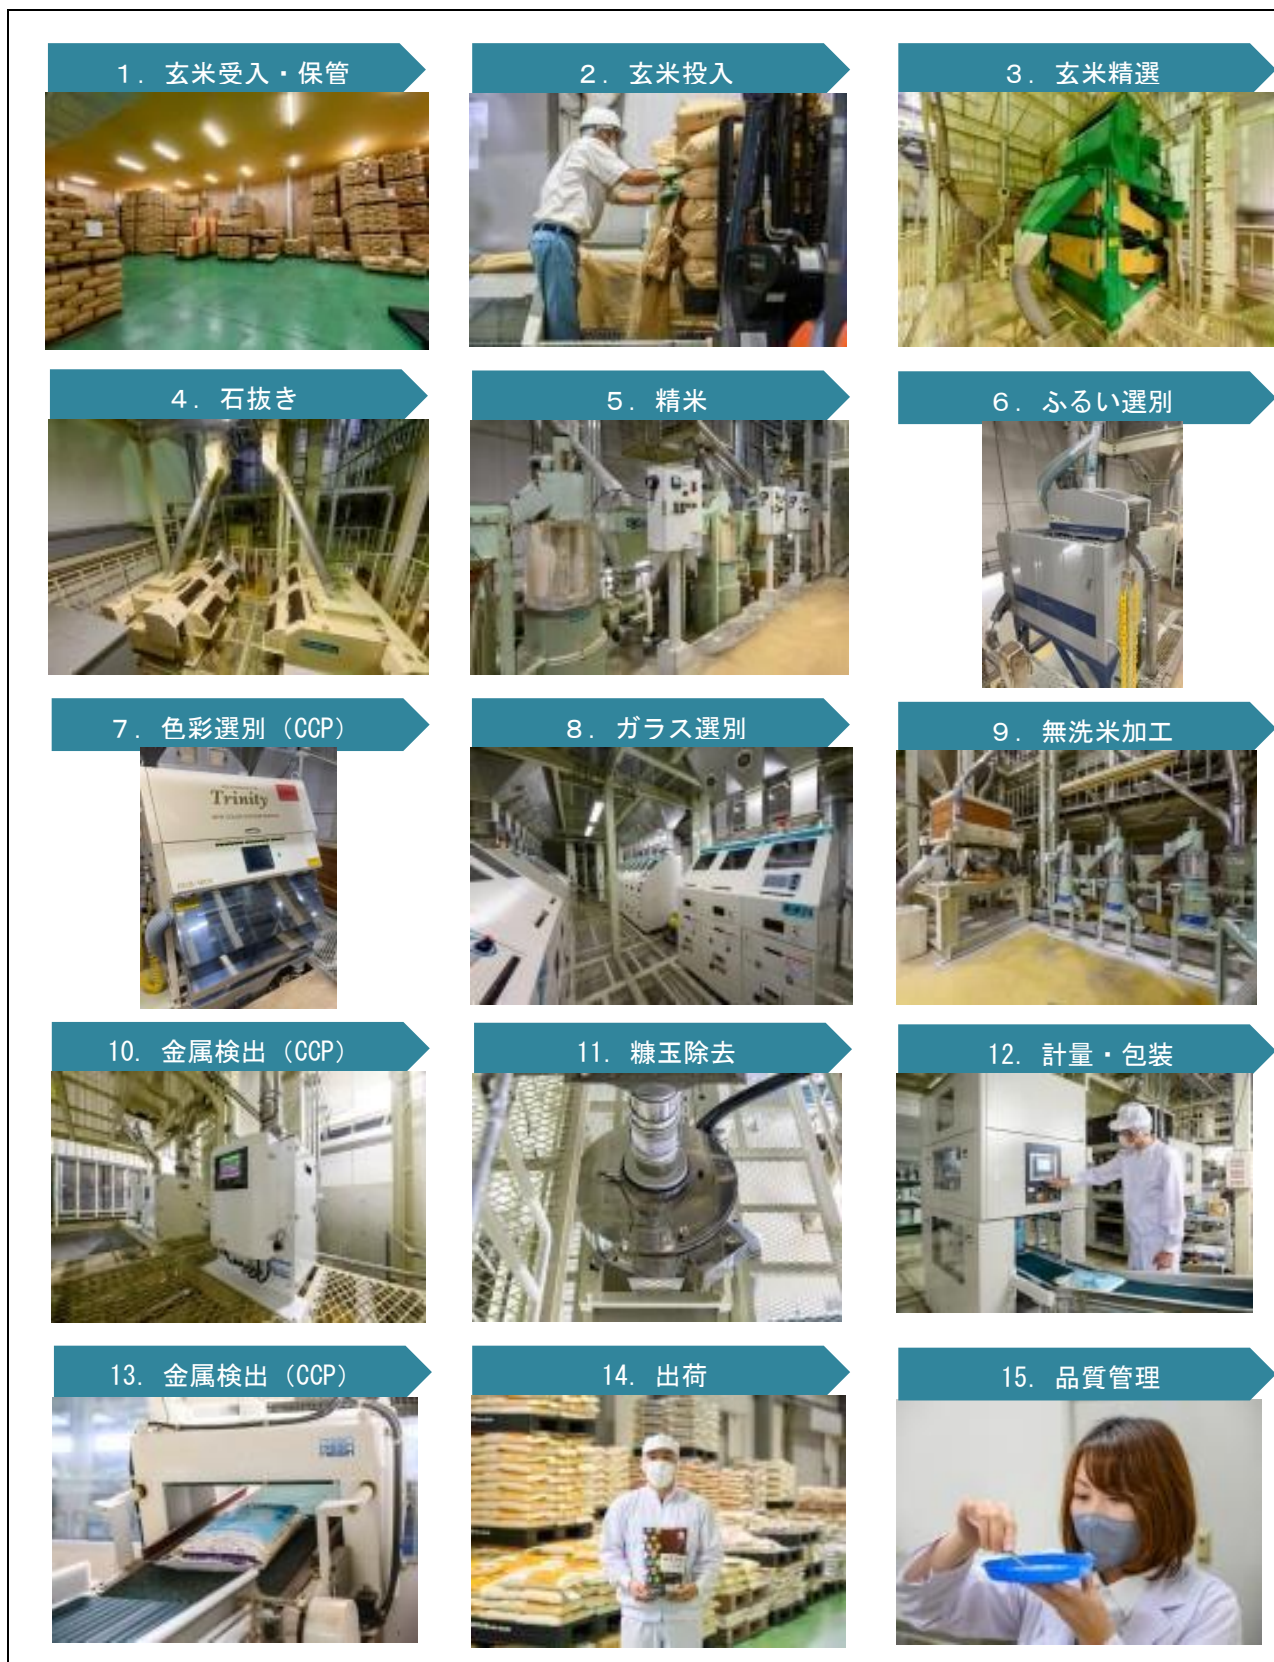 １. 玄米受入・保管
２. 玄米投入
３. 玄米精選
４. 石抜き
５. 精米
６. ふるい選別
７. 色彩選別（CCP）
８. ガラス選別
９. 無洗米加工
Trinity
10. 金属検出（CCP）
11. 糠玉除去
12. 計量・包装
13. 金属検出（CCP）
14. 出荷
15. 品質管理